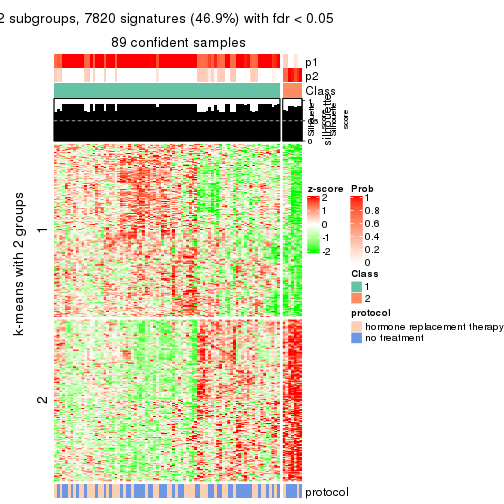 2 subgroups, 7820 signatures (46.9%) with fdr < 0.05
89 confident samples
p1
p2
Class
1
0
silhouette
score
k-means with 2 groups
1
2
z-score
2
1
0
-1
-2
Prob
1
0.8
0.6
0.4
0.2
0
Class
1
2
protocol
hormone replacement therapy
no treatment
protocol